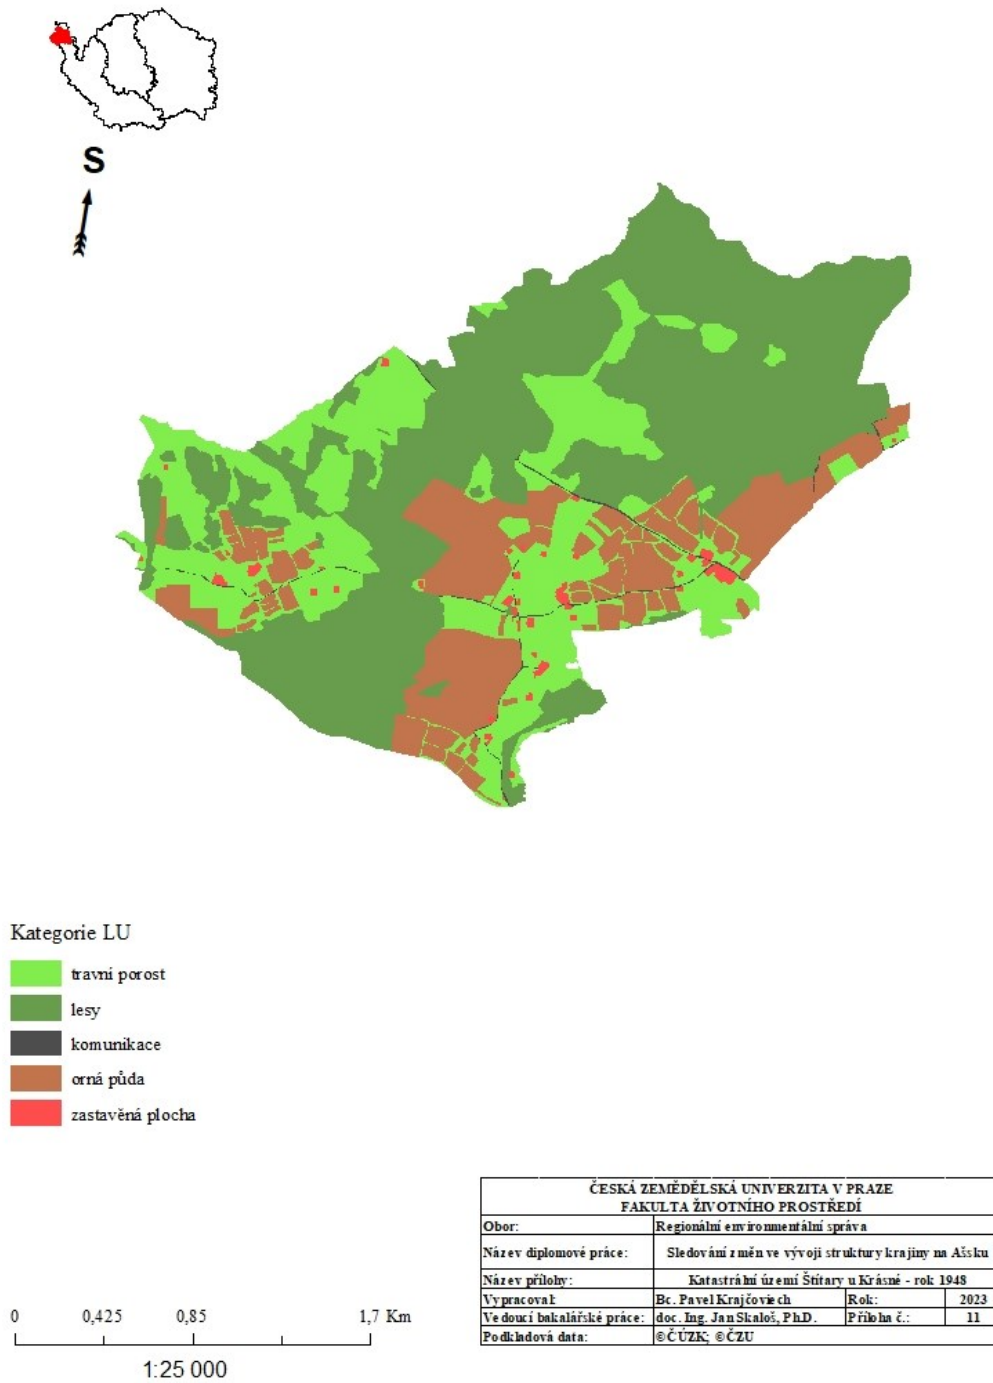 S
Kategorie LU
travní porost
lesy
komunikace
orná půda
zastavěná plocha
ČESKÁ ZEMĚDĚLSKÁ UNIVERZITA V PRAZE
FAKULTA ŽIVOTNÍHO PROSTŘEDÍ
Obor: Regionální environmentální správa
Název diplomové práce: Sledování změn ve vývoji struktury krajiny na Ašsku
Název přílohy: Katastrální území Štítary u Krásné - rok 1948
Vypracoval: Bc. Pavel Krajčoviech Rok: 2023
Vedoucí bakalářské práce: doc. Ing. Jan Skaloš, Ph.D. Příloha č.: 11
Podkladová data: ©ČÚZK; ©ČZU
0 0,425 0,85 1,7 Km
1:25 000